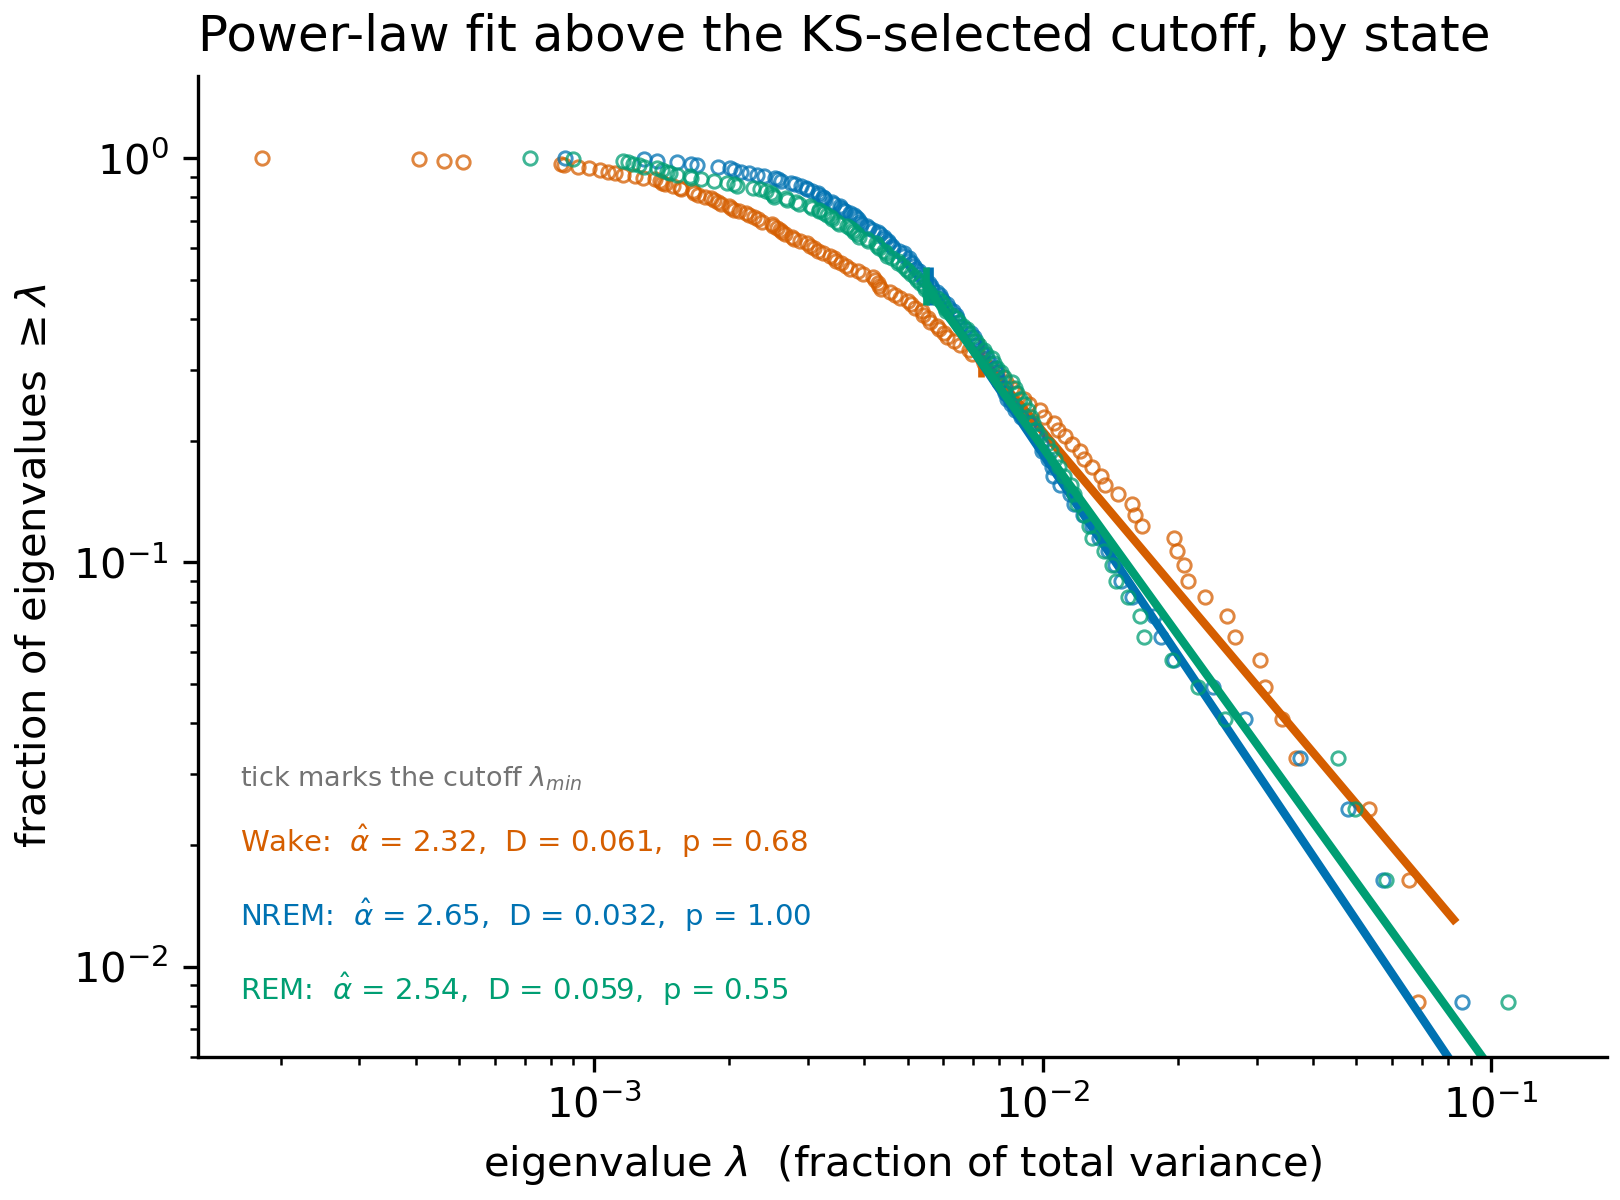 Power-law fit above the KS-selected cutoff, by state
fraction of eigenvalues ≥ λ
10⁰
10⁻¹
10⁻²
tick marks the cutoff λ_min
Wake: α̂ = 2.32, D = 0.061, p = 0.68
NREM: α̂ = 2.65, D = 0.032, p = 1.00
REM: α̂ = 2.54, D = 0.059, p = 0.55
10⁻³ 10⁻² 10⁻¹
eigenvalue λ (fraction of total variance)